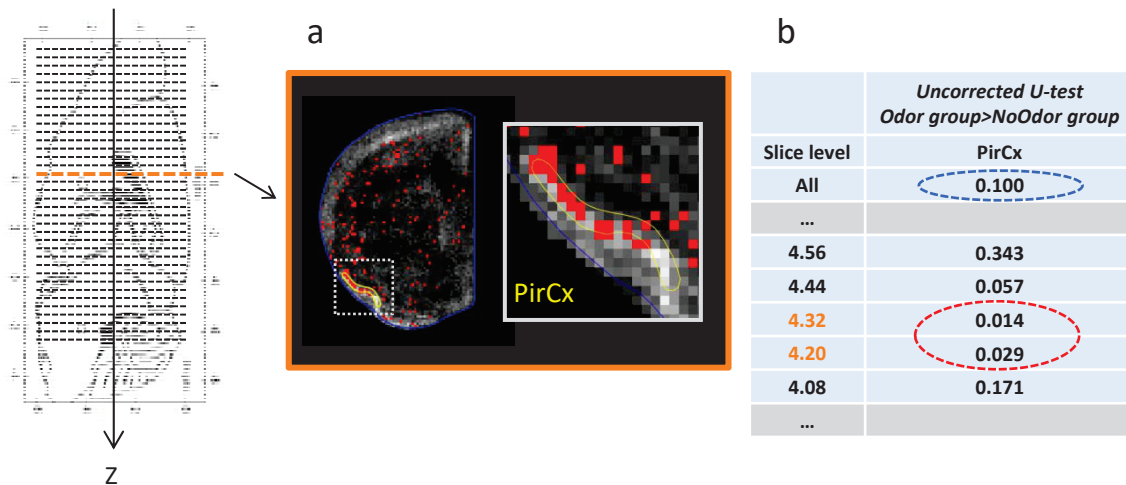 a
PirCx
Z
b
Uncorrected U-test
Odor group>NoOdor group
Slice level PirCx
All 0.100
...
4.56 0.343
4.44 0.057
4.32 0.014
4.20 0.029
4.08 0.171
...